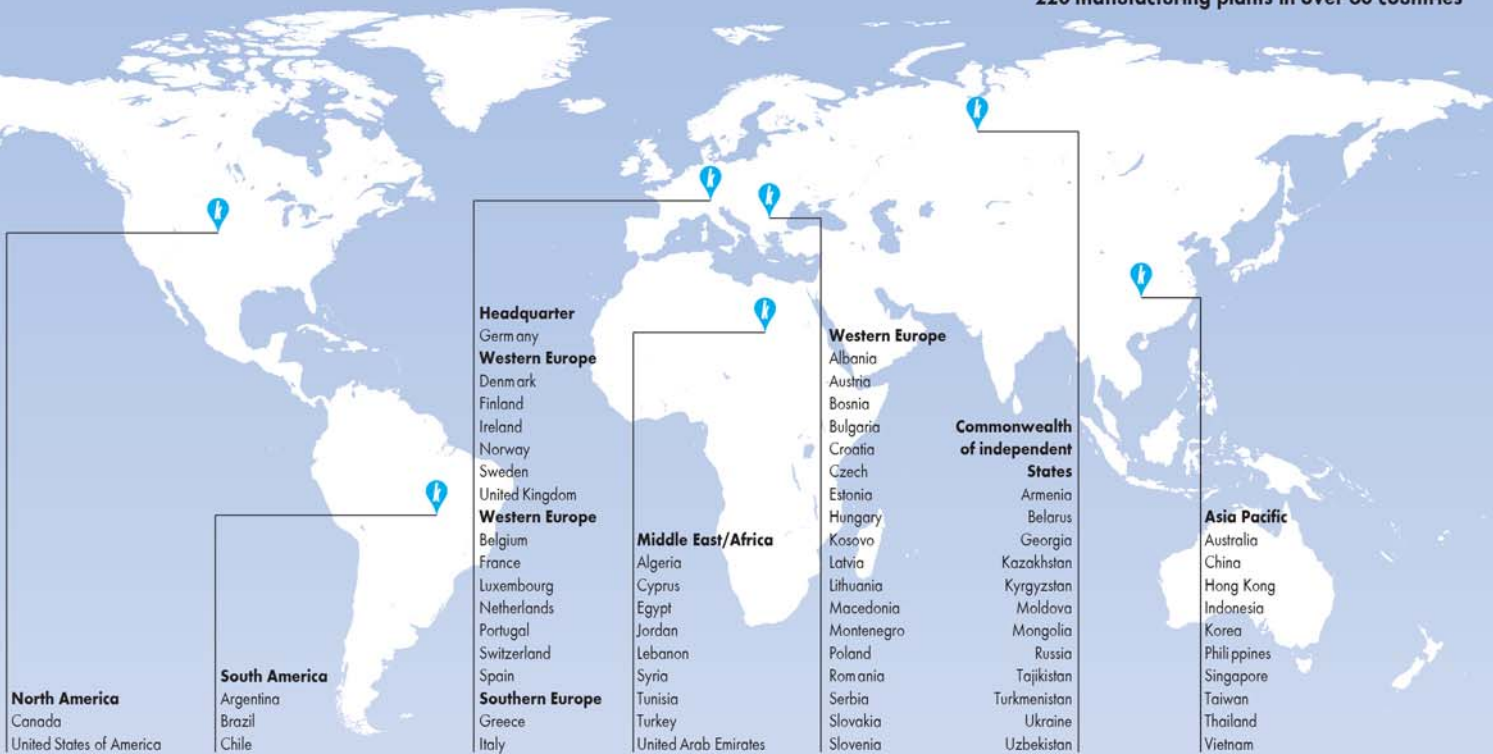 manufacturing plants in over countries
North America
Canada
United States of America
South America
Argentina
Brazil
Chile
Headquarter
Germany
Western Europe
Denmark
Finland
Ireland
Norway
Sweden
United Kingdom
Western Europe
Belgium
France
Luxembourg
Netherlands
Portugal
Switzerland
Spain
Southern Europe
Greece
Italy
Middle East/Africa
Algeria
Cyprus
Egypt
Jordan
Lebanon
Syria
Tunisia
Turkey
United Arab Emirates
Western Europe
Albania
Austria
Bosnia
Bulgaria
Croatia
Czech
Estonia
Hungary
Kosovo
Latvia
Lithuania
Macedonia
Montenegro
Poland
Romania
Serbia
Slovakia
Slovenia
Commonwealth
of independent
States
Armenia
Belarus
Georgia
Kazakhstan
Kyrgyzstan
Moldova
Mongolia
Russia
Tajikistan
Turkmenistan
Ukraine
Uzbekistan
Asia Pacific
Australia
China
Hong Kong
Indonesia
Korea
Philippines
Singapore
Taiwan
Thailand
Vietnam